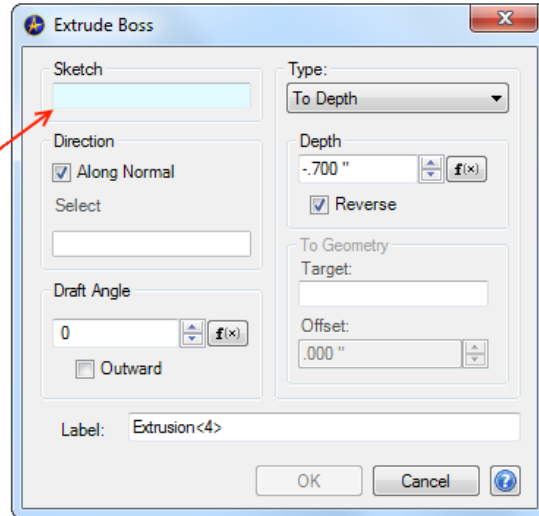 Extrude Boss
Sketch
Type:
To Depth
Direction
Along Normal
Select
Depth
-.700 "
f(x)
Reverse
To Geometry
Target:
Draft Angle
0
f(x)
Outward
Offset:
.000 "
Label: Extrusion<4>
OK Cancel